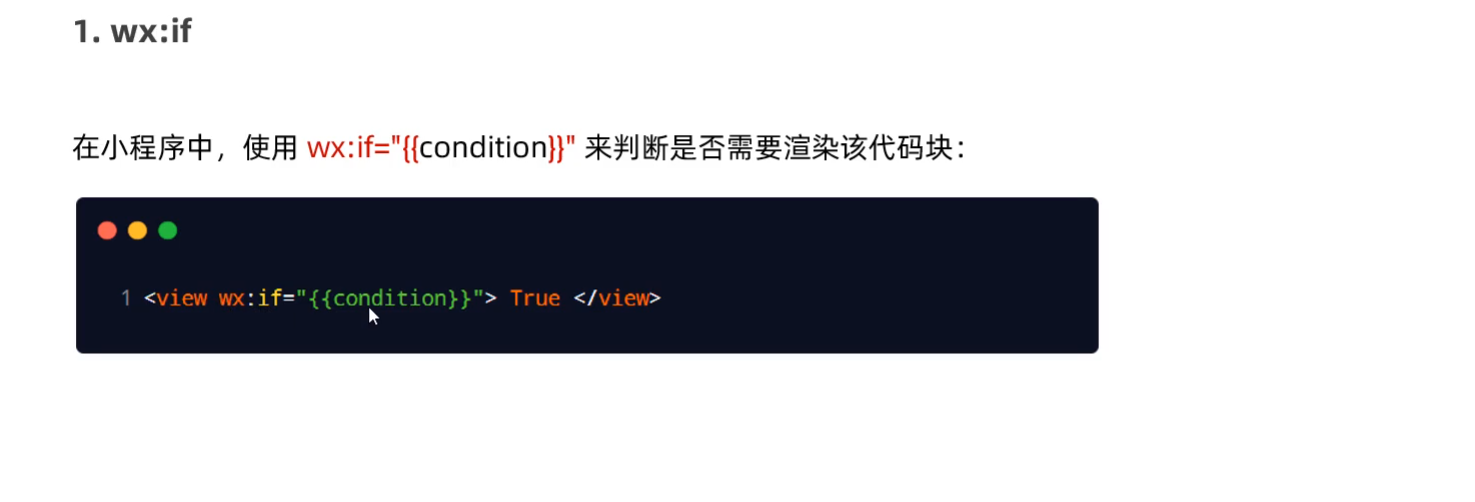 1. wx:if
在小程序中，使用 wx:if="{{condition}}" 来判断是否需要渲染该代码块：
1 <view wx:if="{{condition}}"> True </view>